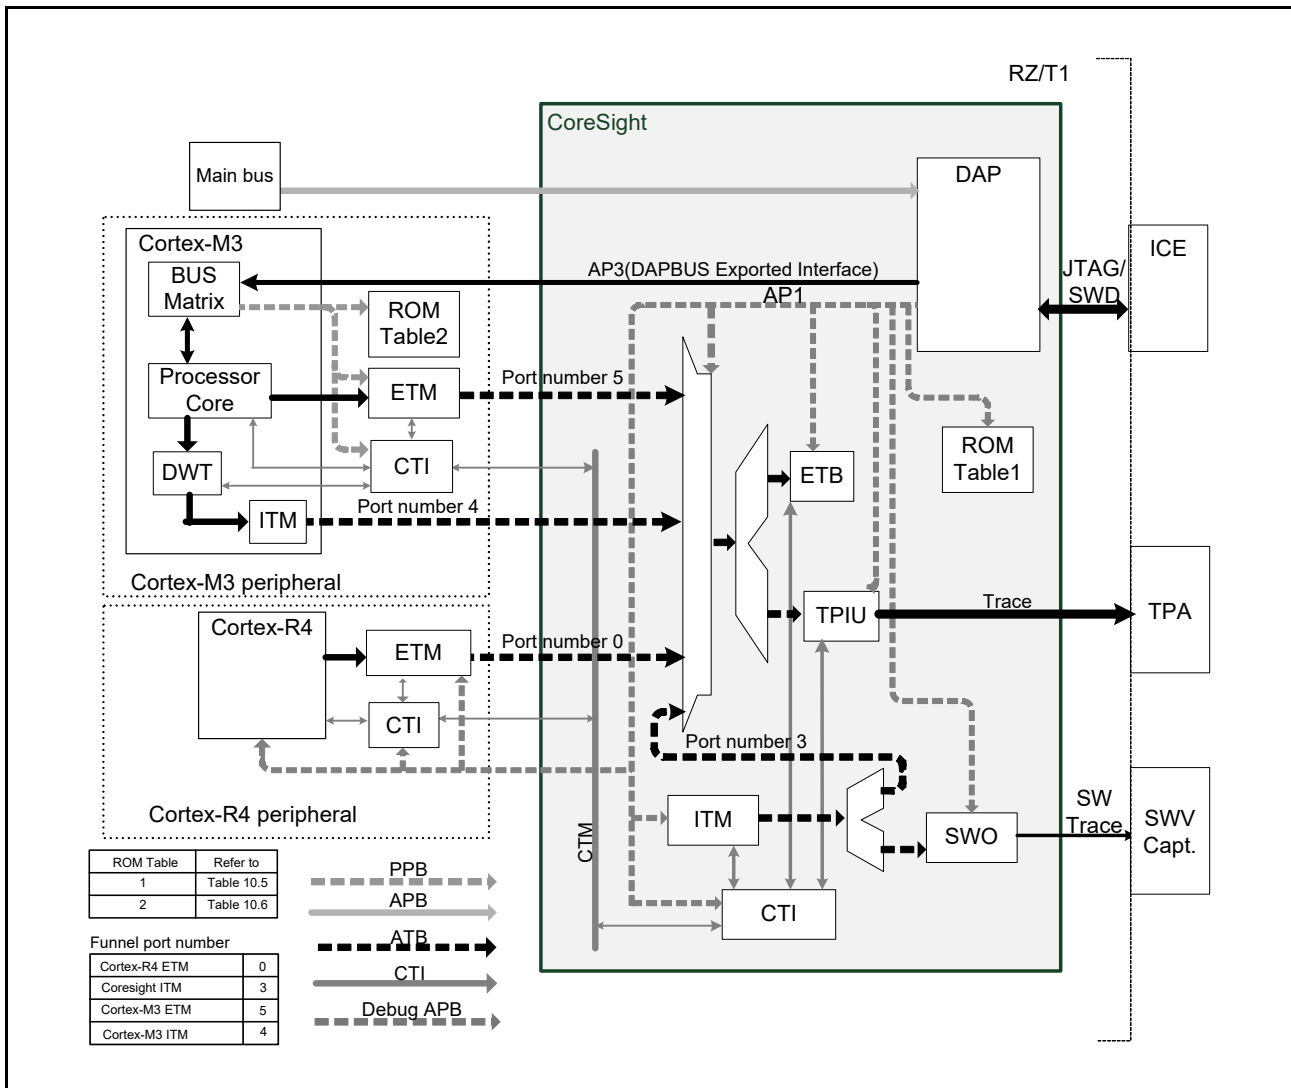 RZ/T1
CoreSight
Main bus
DAP
Cortex-M3
ICE
BUS
Matrix
AP3(DAPBUS Exported Interface)
JTAG/
SWD
AP1
ROM
Table2
Processor
Core
ETM
Port number 5
CTI
DWT
ETB
ROM
Table1
ITM
Port number 4
Cortex-M3 peripheral
Cortex-R4
ETM
Port number 0
TPIU
Trace
TPA
CTI
Port number 3
Cortex-R4 peripheral
ITM
SWO
SW
Trace
SWV
Capt.
CTM
CTI
ROM Table Refer to
1 Table 10.5
2 Table 10.6
PPB
APB
ATB
CTI
Debug APB
Funnel port number
Cortex-R4 ETM 0
Coresight ITM 3
Cortex-M3 ETM 5
Cortex-M3 ITM 4